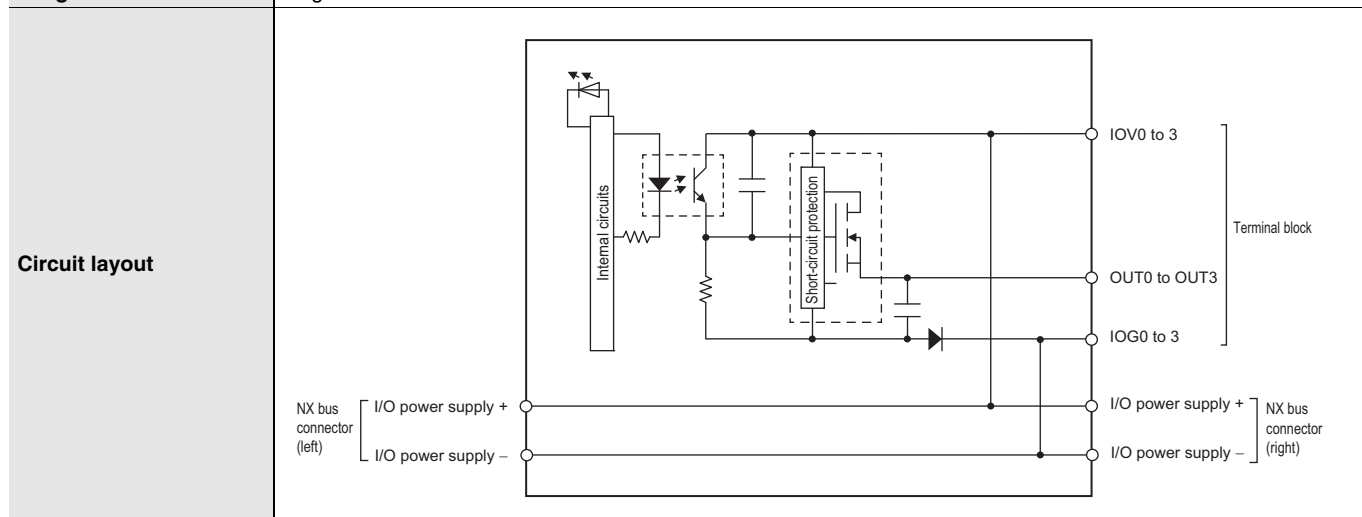 Circuit layout
Internal circuits
Short-circuit protection
IOV0 to 3
Terminal block
OUT0 to OUT3
IOG0 to 3
NX bus
connector
(left)
I/O power supply +
I/O power supply –
I/O power supply +
I/O power supply –
NX bus
connector
(right)